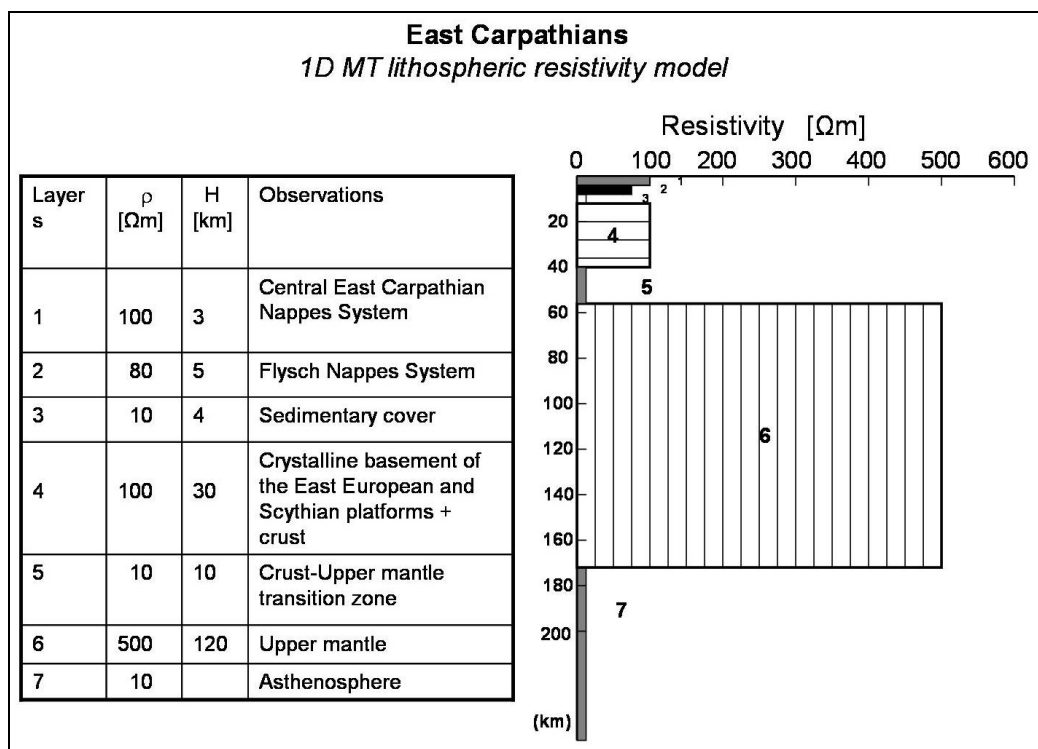 East Carpathians
1D MT lithospheric resistivity model
Resistivity [Ωm]
0 100 200 300 400 500 600
Layer
s
ρ
[Ωm]
H
[km]
Observations
1 100 3 Central East Carpathian
Nappes System
2 80 5 Flysch Nappes System
3 10 4 Sedimentary cover
4 100 30 Crystalline basement of
the East European and
Scythian platforms +
crust
5 10 10 Crust-Upper mantle
transition zone
6 500 120 Upper mantle
7 10 Asthenosphere
1
2
3
20
4
40
5
60
80
100
6
120
140
160
180
7
200
(km)